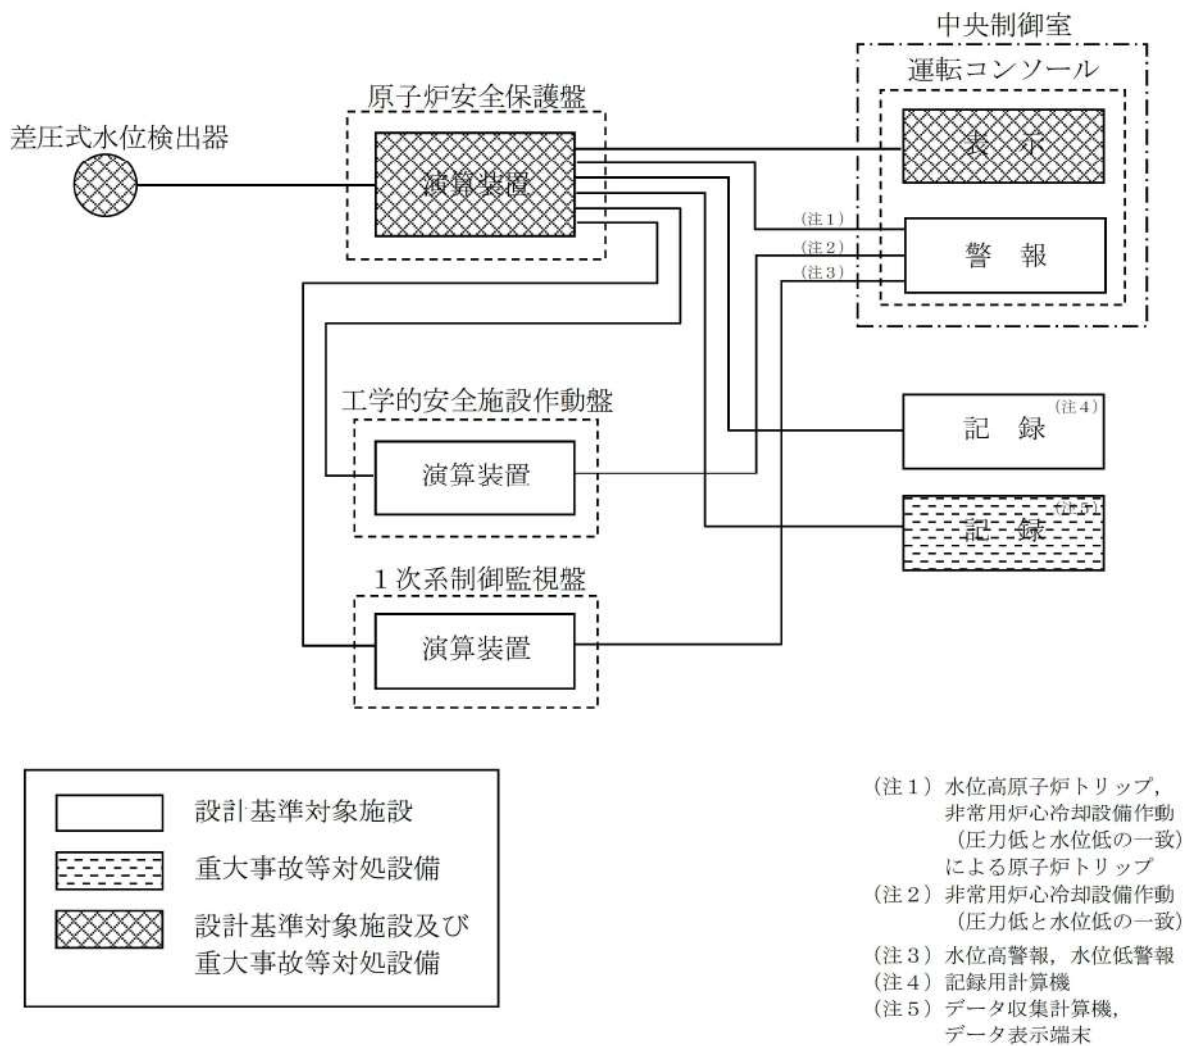 中央制御室
運転コンソール
原子炉安全保護盤
差圧式水位検出器
表 示
演算装置
(注1)
(注2)
(注3)
警 報
工学的安全施設作動盤
(注4)
記 録
演算装置
(注5)
記 録
1次系制御監視盤
演算装置
設計基準対象施設
重大事故等対処設備
設計基準対象施設及び
重大事故等対処設備
(注1) 水位高原子炉トリップ,
非常用炉心冷却設備作動
(圧力低と水位低の一致)
による原子炉トリップ
(注2) 非常用炉心冷却設備作動
(圧力低と水位低の一致)
(注3) 水位高警報, 水位低警報
(注4) 記録用計算機
(注5) データ収集計算機,
データ表示端末